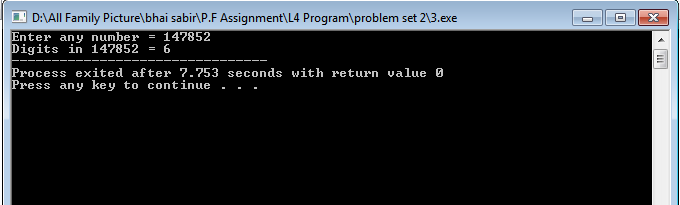 D:\All Family Picture\bhai sabir\P.F Assignment\L4 Program\problem set 2\3.exe
Enter any number = 147852
Digits in 147852 = 6
--------------------------------
Process exited after 7.753 seconds with return value 0
Press any key to continue . . .